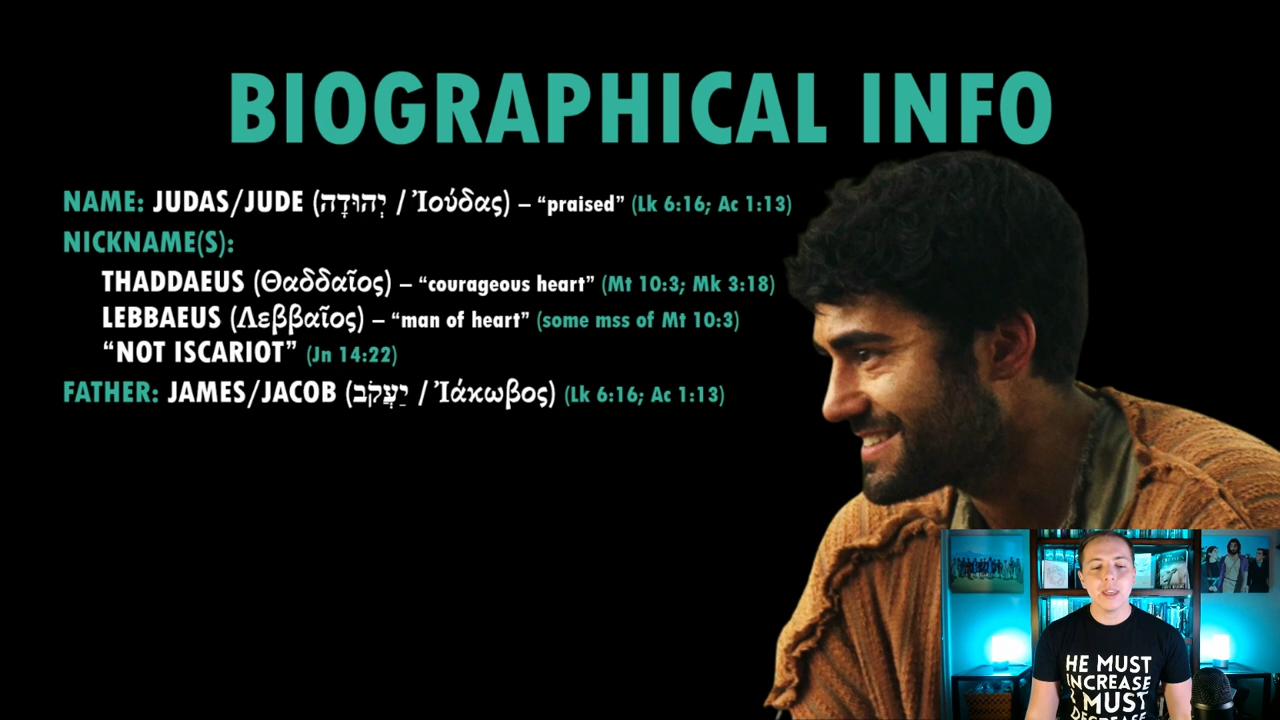 BIOGRAPHICAL INFO
NAME: JUDAS/JUDE (יְהוּדָה / Ἰούδας) – “praised” (Lk 6:16; Ac 1:13)
NICKNAME(S):
THADDAEUS (Θαδδαῖος) – “courageous heart” (Mt 10:3; Mk 3:18)
LEBBAEUS (Λεββαῖος) – “man of heart” (some mss of Mt 10:3)
“NOT ISCARIOT” (Jn 14:22)
FATHER: JAMES/JACOB (יַעֲקֹב / Ἰάκωβος) (Lk 6:16; Ac 1:13)
HE MUST
INCREASE
I MUST
DECREASE